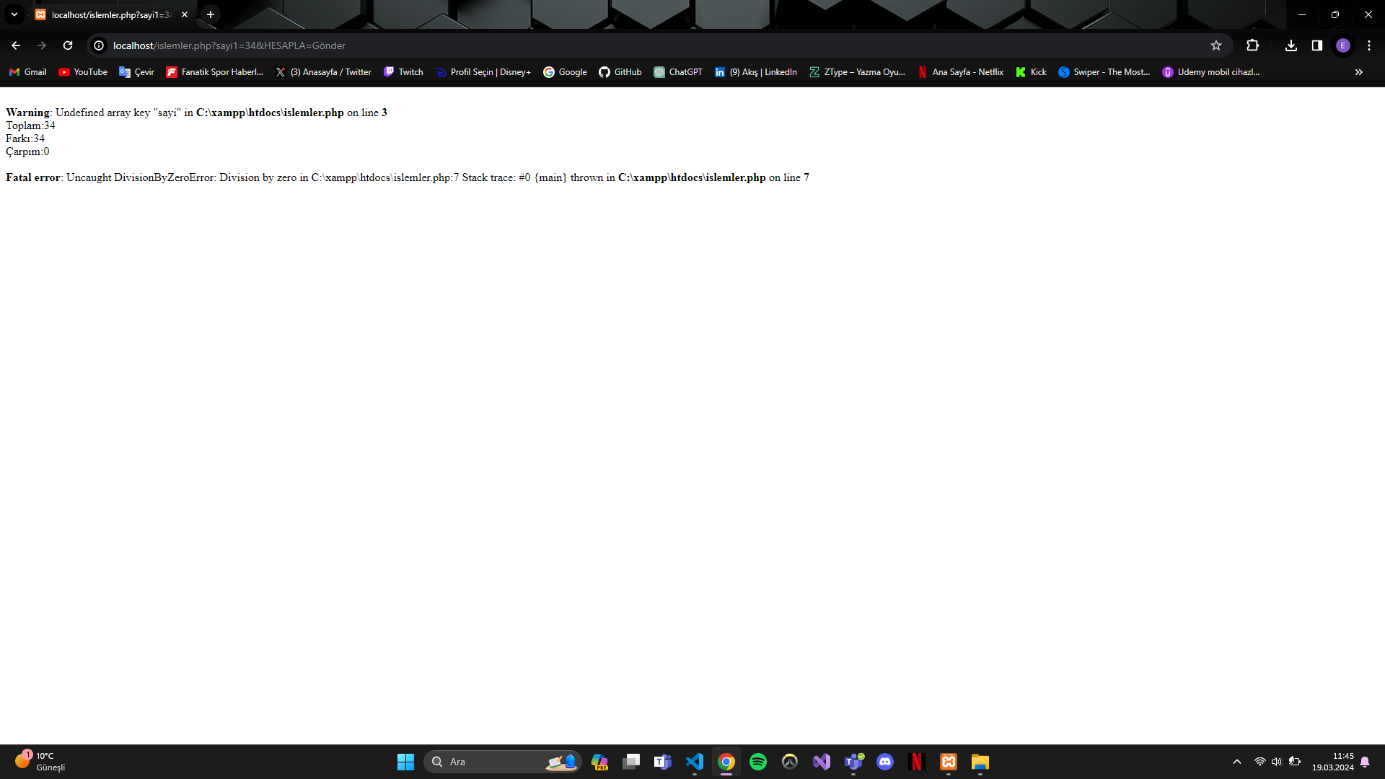 localhost/islemler.php?sayi1=34
localhost/islemler.php?sayi1=34&HESAPLA=Gönder
E
Gmail
YouTube
Çevir
Fanatik Spor Haberl...
(3) Anasayfa / Twitter
Twitch
Profil Seçin | Disney+
Google
GitHub
ChatGPT
(9) Akış | LinkedIn
ZType – Yazma Oyu...
Ana Sayfa - Netflix
Kick
Swiper - The Most...
Udemy mobil cihazl...
Warning: Undefined array key "sayi" in C:\xampp\htdocs\islemler.php on line 3
Toplam:34
Farkı:34
Çarpım:0
Fatal error: Uncaught DivisionByZeroError: Division by zero in C:\xampp\htdocs\islemler.php:7 Stack trace: #0 {main} thrown in C:\xampp\htdocs\islemler.php on line 7
1
10°C
Güneşli
Ara
PRE
11:45
19.03.2024